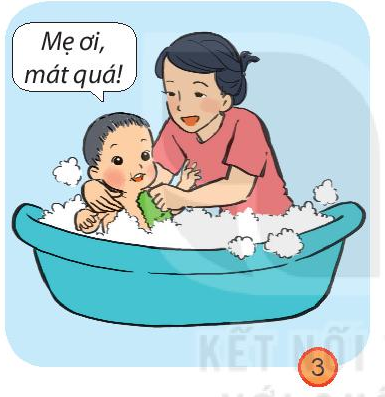 Mẹ ơi,
mát quá!
KẾT NỐI
3